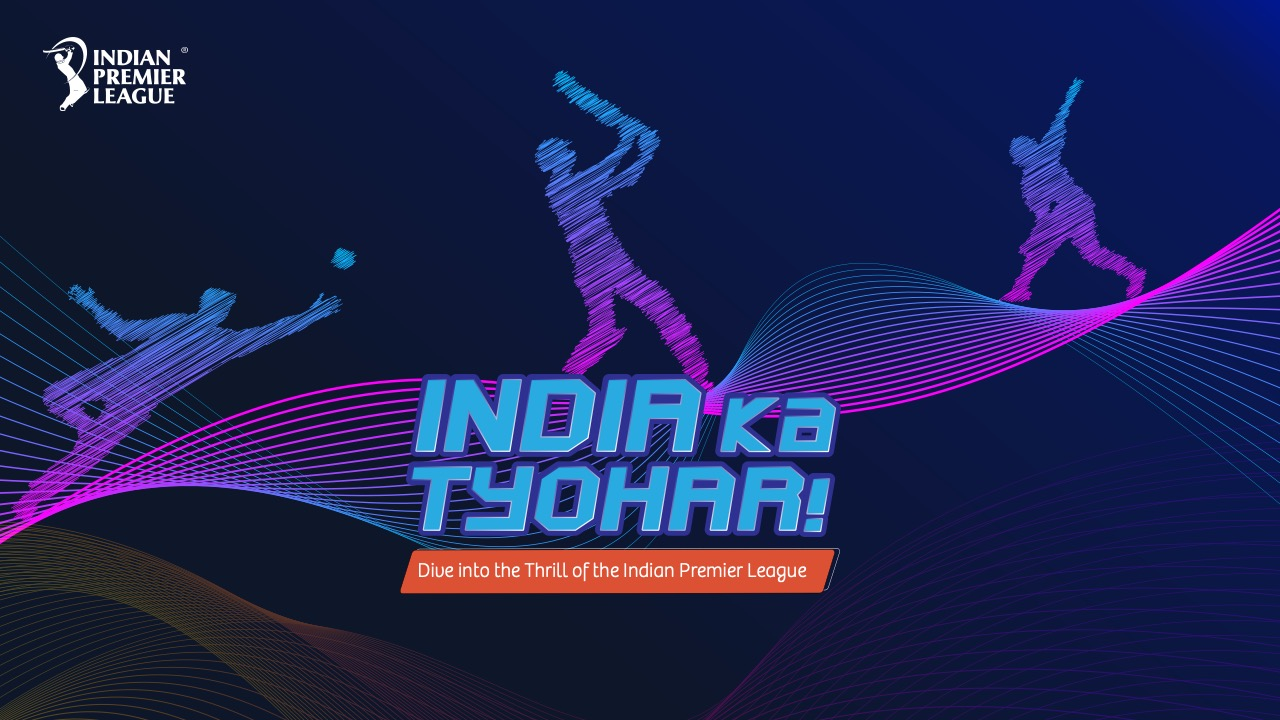 INDIAN ®
PREMIER
LEAGUE
INDIA Ka
TYOHAR!
Dive into the Thrill of the Indian Premier League